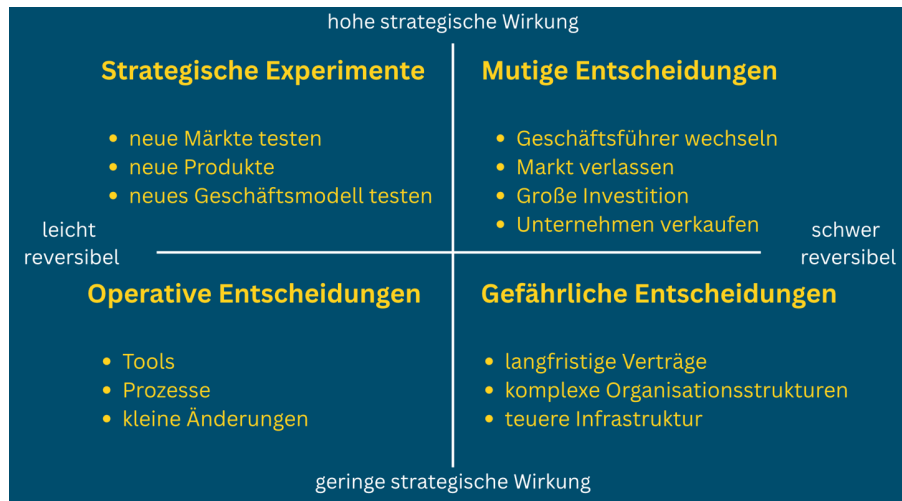 hohe strategische Wirkung
Strategische Experimente
• neue Märkte testen
• neue Produkte
• neues Geschäftsmodell testen
Mutige Entscheidungen
• Geschäftsführer wechseln
• Markt verlassen
• Große Investition
• Unternehmen verkaufen
leicht
reversibel
schwer
reversibel
Operative Entscheidungen
• Tools
• Prozesse
• kleine Änderungen
Gefährliche Entscheidungen
• langfristige Verträge
• komplexe Organisationsstrukturen
• teuere Infrastruktur
geringe strategische Wirkung